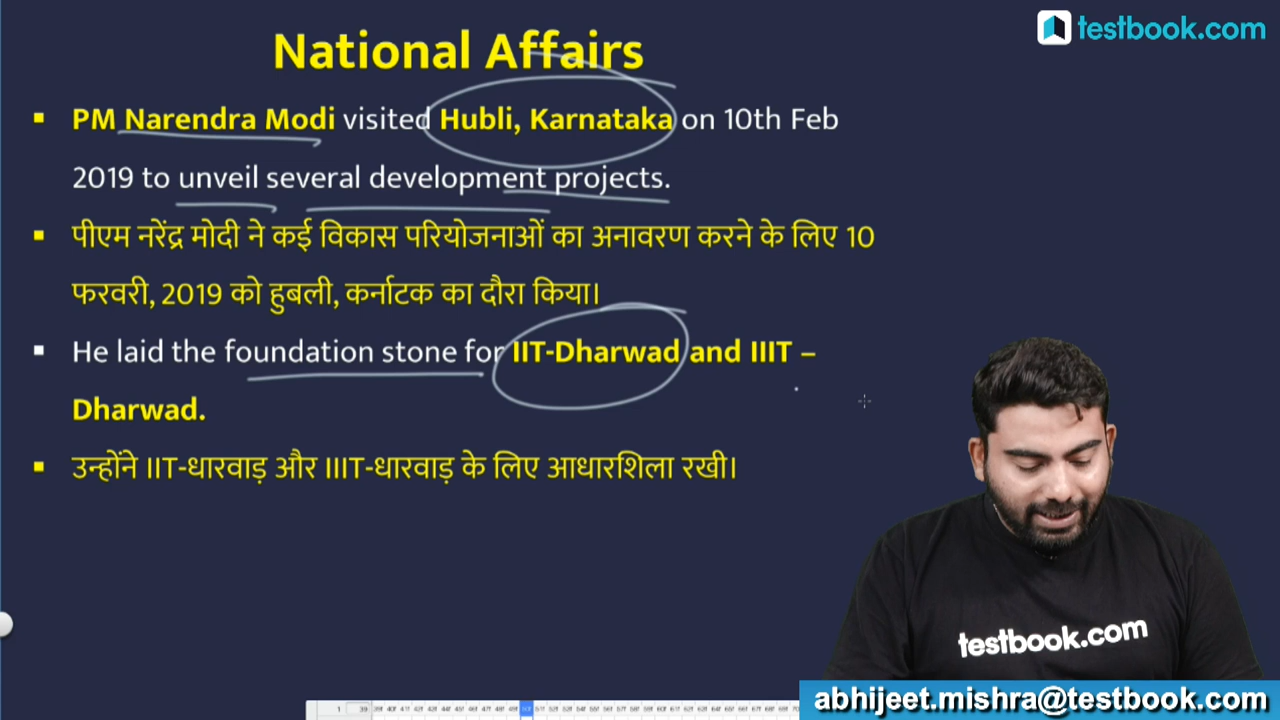 National Affairs
testbook.com
▪ PM Narendra Modi visited Hubli, Karnataka on 10th Feb
2019 to unveil several development projects.
▪ पीएम नरेंद्र मोदी ने कई विकास परियोजनाओं का अनावरण करने के लिए 10
फरवरी, 2019 को हुबली, कर्नाटक का दौरा किया।
▪ He laid the foundation stone for IIT-Dharwad and IIIT –
Dharwad.
▪ उन्होंने IIT-धारवाड़ और IIIT-धारवाड़ के लिए आधारशिला रखी।
testbook.com
abhijeet.mishra@testbook.com